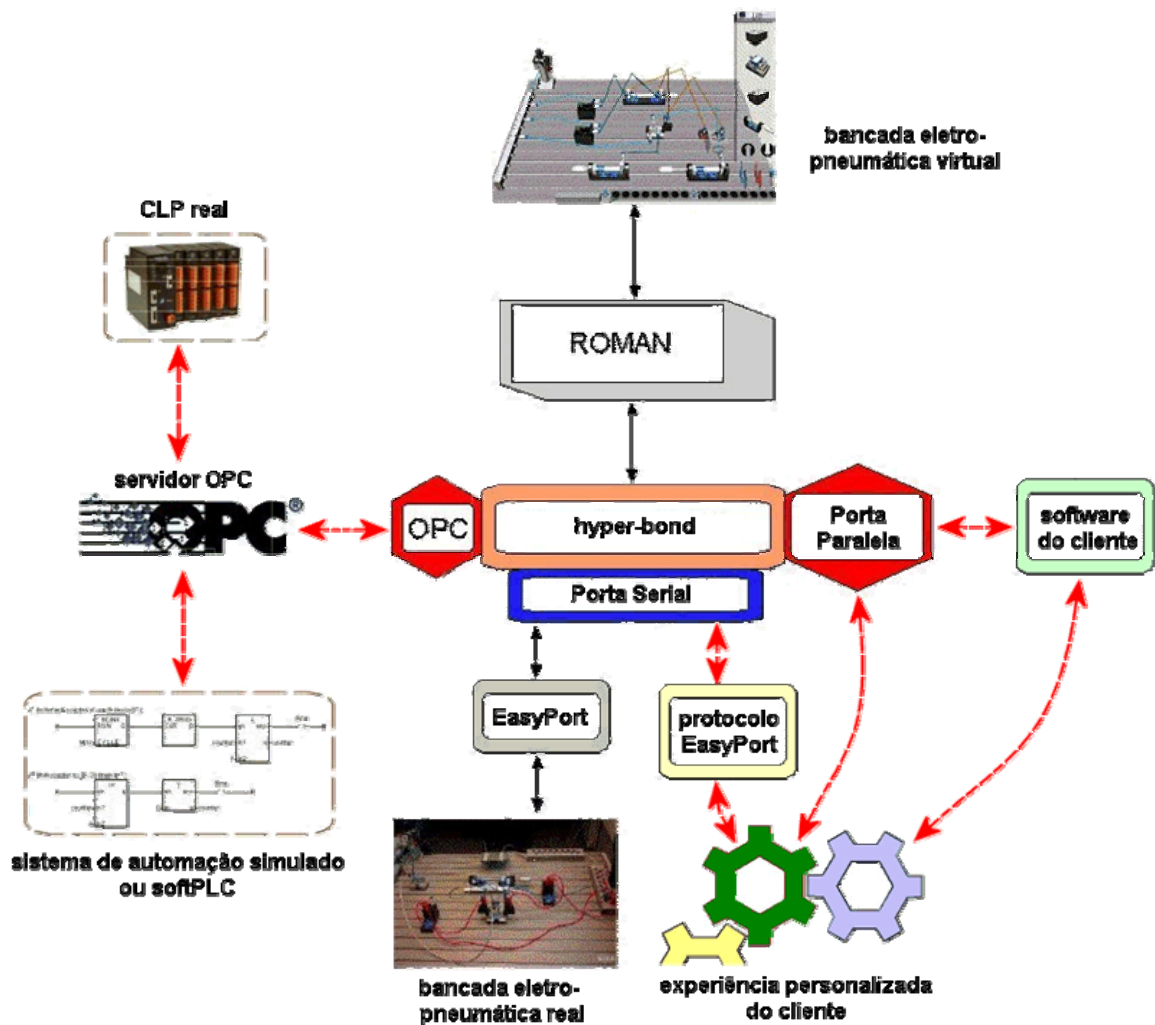 bancada eletro-
pneumática virtual
CLP real
ROMAN
servidor OPC
OPC®
OPC
hyper-bond
Porta
Paralela
software
do cliente
Porta Serial
EasyPort
protocolo
EasyPort
sistema de automação simulado
ou softPLC
bancada eletro-
pneumática real
experiência personalizada
do cliente